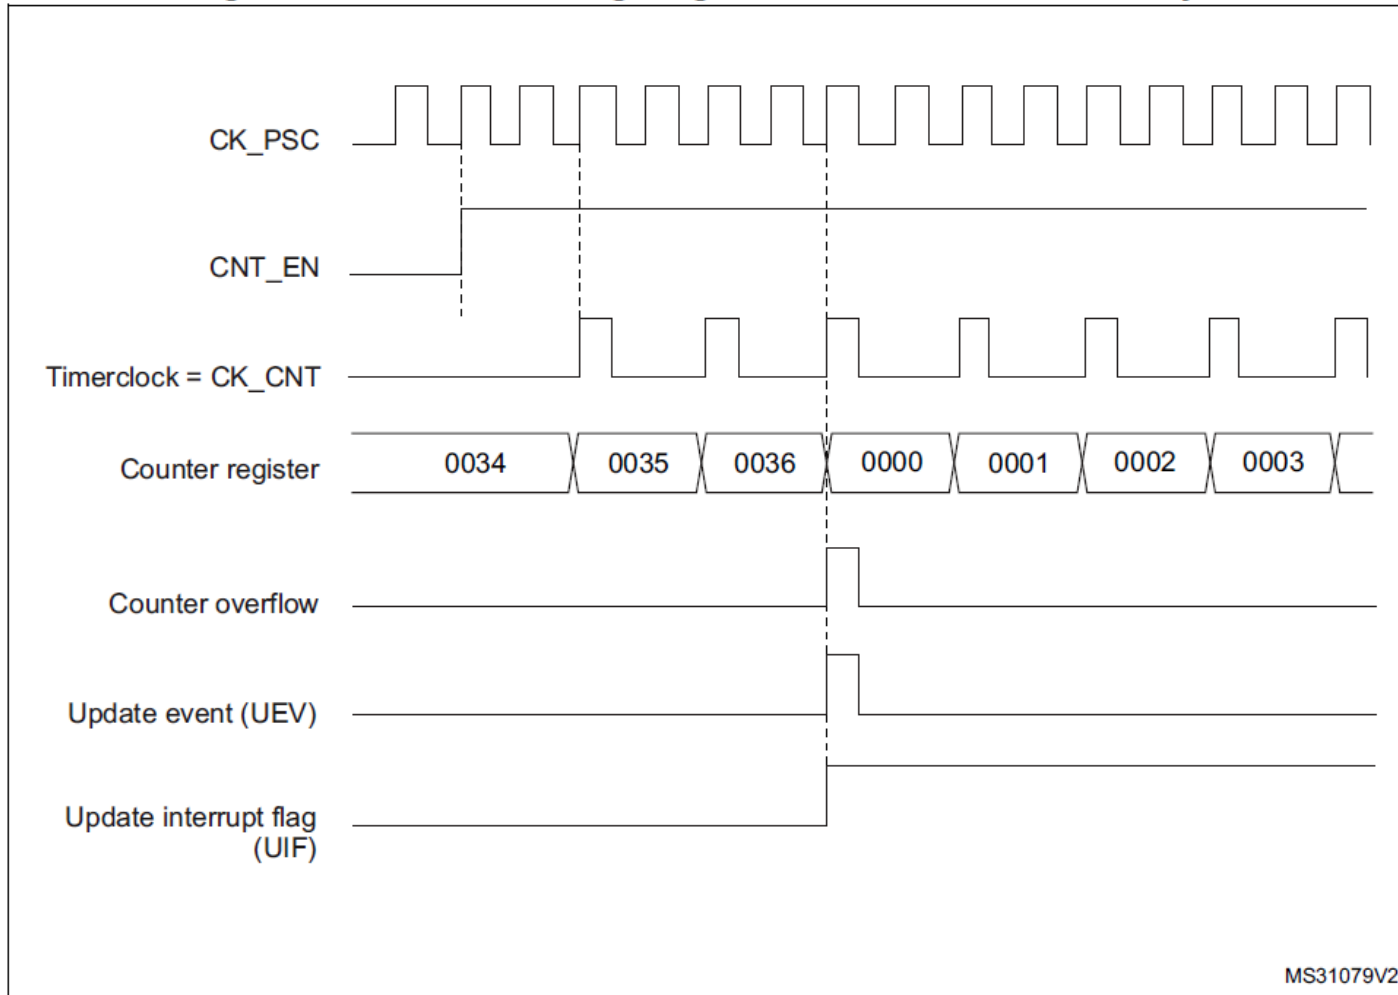 CK_PSC
CNT_EN
Timerclock = CK_CNT
Counter register
0034 0035 0036 0000 0001 0002 0003
Counter overflow
Update event (UEV)
Update interrupt flag
(UIF)
MS31079V2